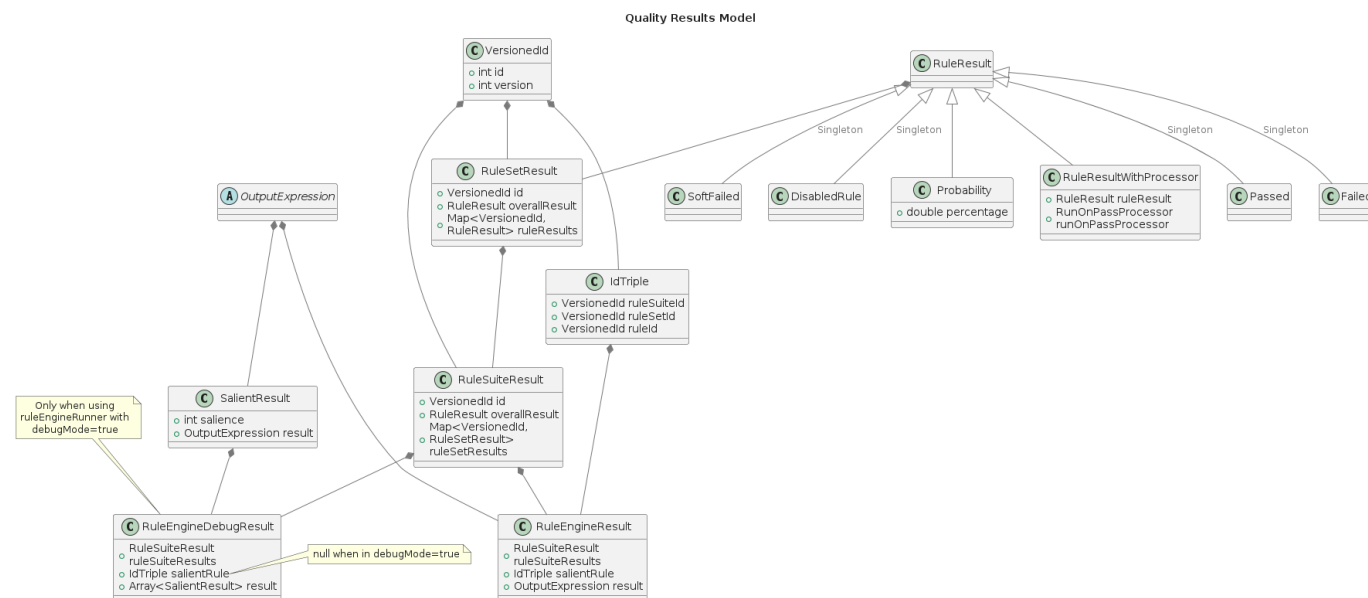 Quality Results Model
C VersionedId
int id
int version
C RuleResult
Singleton
Singleton
Singleton
Singleton
C RuleSetResult
VersionedId id
RuleResult overallResult
Map<VersionedId,
RuleResult> ruleResults
A OutputExpression
C SoftFailed
C DisabledRule
C Probability
double percentage
C RuleResultWithProcessor
RuleResult ruleResult
RunOnPassProcessor
runOnPassProcessor
C Passed
C Failed
C IdTriple
VersionedId ruleSuiteId
VersionedId ruleSetId
VersionedId ruleId
C RuleSuiteResult
VersionedId id
RuleResult overallResult
Map<VersionedId,
RuleSetResult>
ruleSetResults
C SalientResult
int salience
OutputExpression result
Only when using
ruleEngineRunner with
debugMode=true
C RuleEngineDebugResult
RuleSuiteResult
ruleSuiteResults
IdTriple salientRule
Array<SalientResult> result
null when in debugMode=true
C RuleEngineResult
RuleSuiteResult
ruleSuiteResults
IdTriple salientRule
OutputExpression result